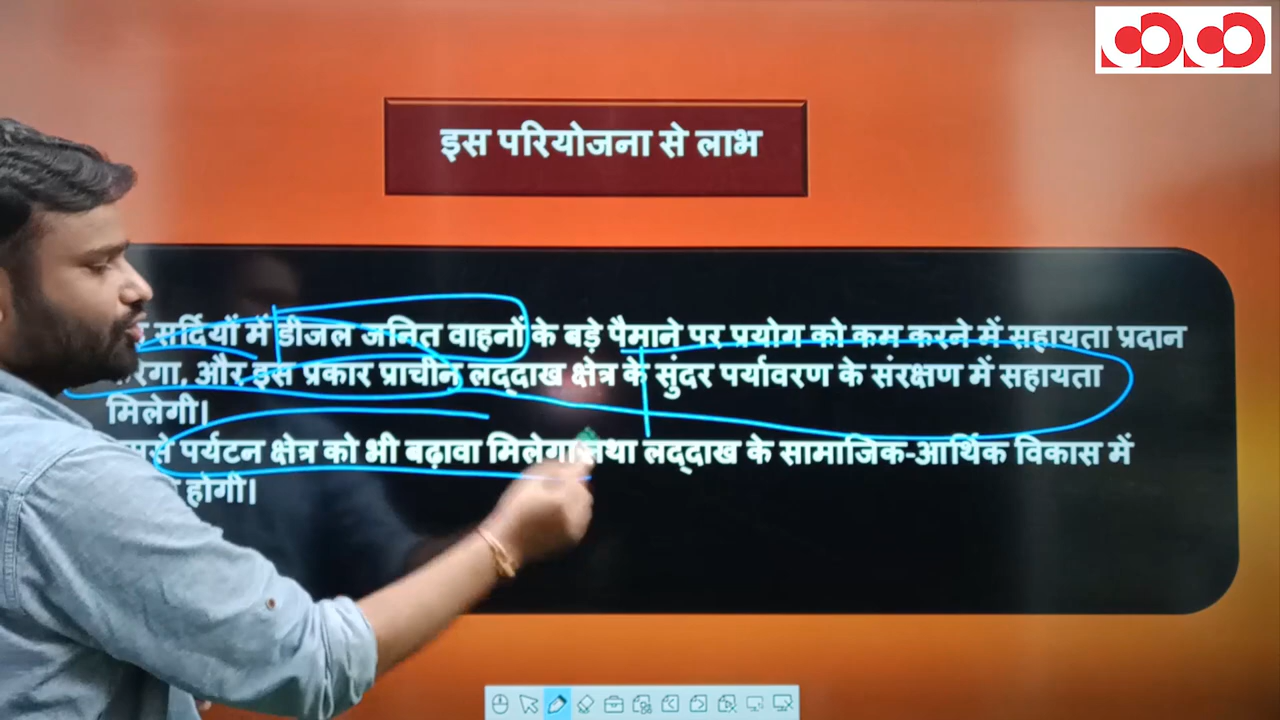 इस परियोजना से लाभ
सर्दियों में डीजल जनित वाहनों के बड़े पैमाने पर प्रयोग को कम करने में सहायता प्रदान
और इस प्रकार प्राचीन लद्दाख क्षेत्र के सुंदर पर्यावरण के संरक्षण में सहायता
मिलेगी।
पर्यटन क्षेत्र को भी बढ़ावा मिलेगा तथा लद्दाख के सामाजिक-आर्थिक विकास में
होगी।